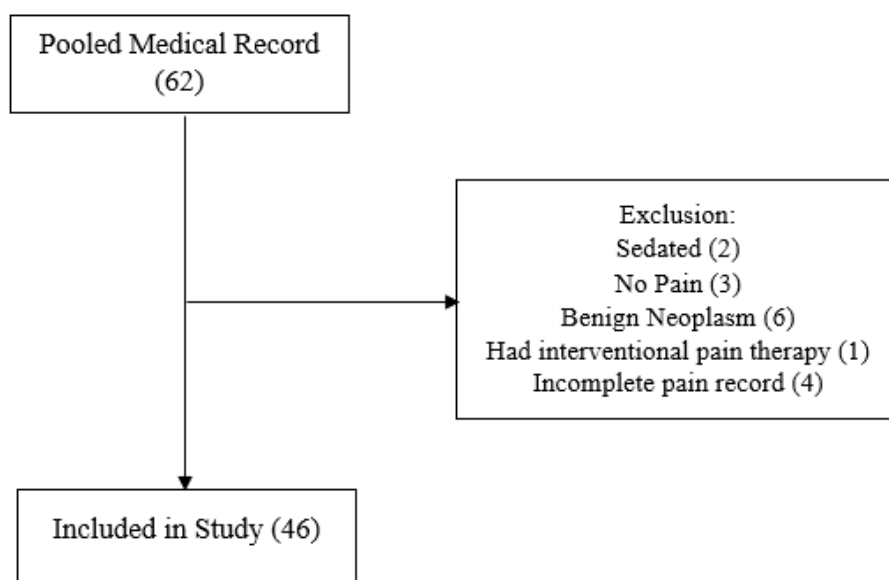 Pooled Medical Record
(62)
Exclusion:
Sedated (2)
No Pain (3)
Benign Neoplasm (6)
Had interventional pain therapy (1)
Incomplete pain record (4)
Included in Study (46)